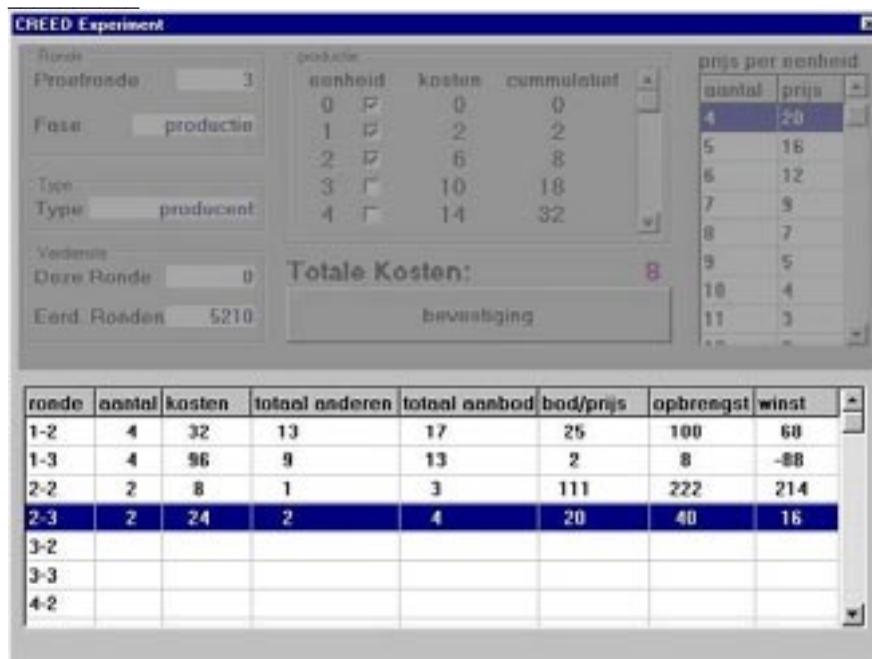 CREED Experiment
Ronde
Proefronde 3
Fase productie
Type
Type producent
Verdienste
Deze Ronde 0
Eerd. Ronden 5210
productie
eenheid kosten cummulatief
0 0 0
1 2 2
2 6 8
3 10 18
4 14 32
Totale Kosten: 8
bevestiging
prijs per eenheid
aantal prijs
4 20
5 16
6 12
7 9
8 7
9 5
10 4
11 3
ronde aantal kosten totaal anderen totaal aanbod bod/prijs opbrengst winst
1-2 4 32 13 17 25 100 68
1-3 4 96 9 13 2 8 -88
2-2 2 8 1 3 111 222 214
2-3 2 24 2 4 20 40 16
3-2
3-3
4-2